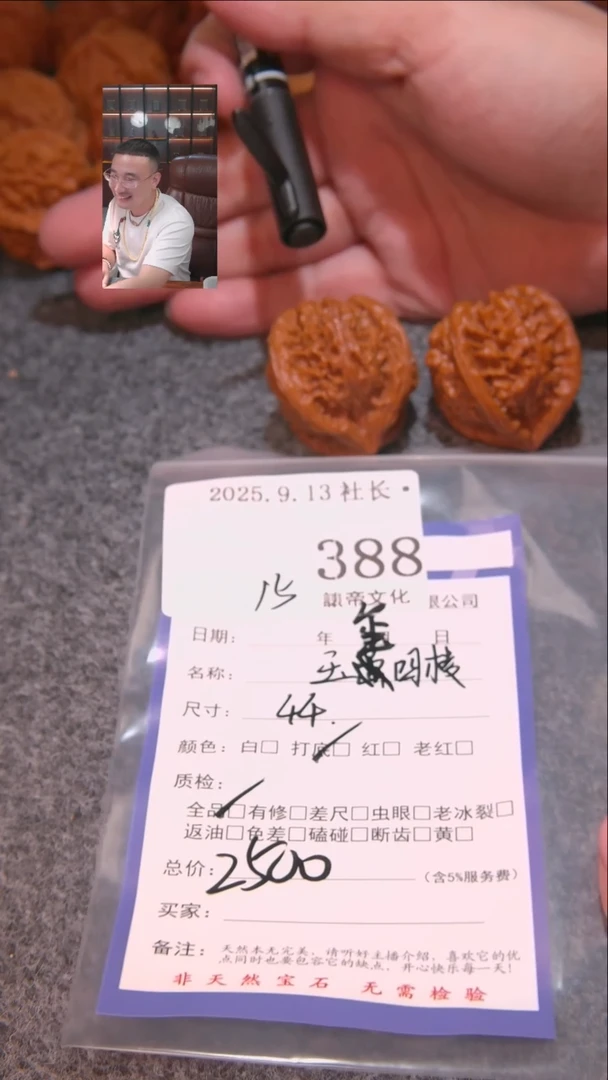 2025.9.13 社长·
388
諌帝文化 限公司
日期： 年 月 日
名称： 玉玺四楼
尺寸： 44.
颜色：白□ 打底□ 红□ 老红□
质检：
全品□有修□差尺□虫眼□老冰裂□
返油□色差□磕碰□断齿□黄□
总价： 2500 （含5%服务费）
买家：
备注： 天然本无完美，请听好主播介绍，喜欢它的优
点同时也要包容它的缺点，开心快乐每一天！
非天然宝石 无需检验